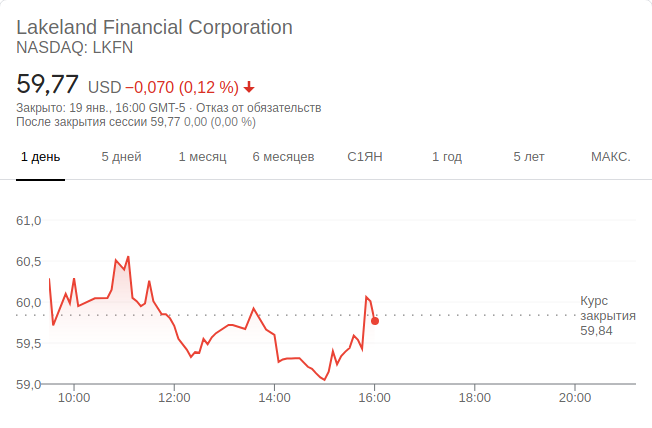 Lakeland Financial Corporation
NASDAQ: LKFN
59,77 USD −0,070 (0,12 %)
Закрыто: 19 янв., 16:00 GMT-5 · Отказ от обязательств
После закрытия сессии 59,77 0,00 (0,00 %)
1 день 5 дней 1 месяц 6 месяцев С1ЯН 1 год 5 лет МАКС.
61,0
60,5
60,0
59,5
59,0
Курс
закрытия
59,84
10:00 12:00 14:00 16:00 18:00 20:00